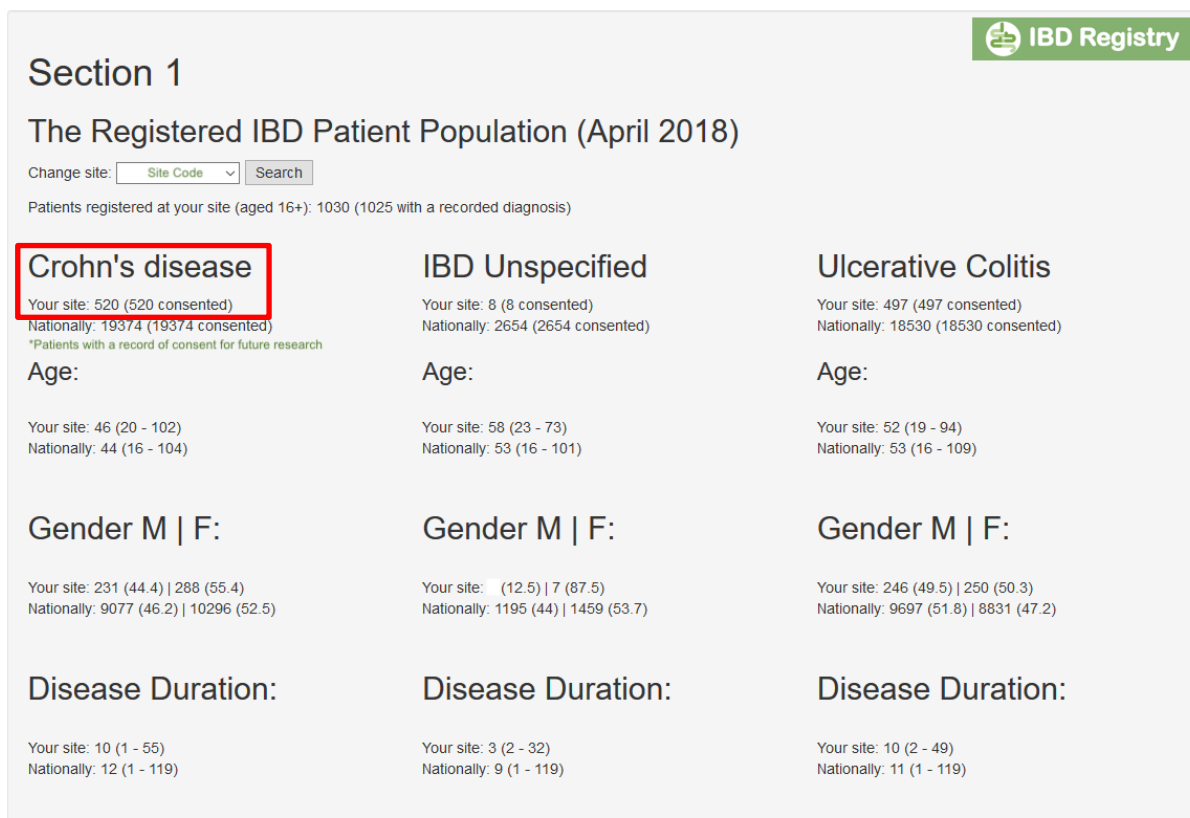 IBD Registry
Section 1
The Registered IBD Patient Population (April 2018)
Change site: Site Code Search
Patients registered at your site (aged 16+): 1030 (1025 with a recorded diagnosis)
Crohn's disease
Your site: 520 (520 consented)
Nationally: 19374 (19374 consented)
*Patients with a record of consent for future research
Age:
Your site: 46 (20 - 102)
Nationally: 44 (16 - 104)
Gender M | F:
Your site: 231 (44.4) | 288 (55.4)
Nationally: 9077 (46.2) | 10296 (52.5)
Disease Duration:
Your site: 10 (1 - 55)
Nationally: 12 (1 - 119)
IBD Unspecified
Your site: 8 (8 consented)
Nationally: 2654 (2654 consented)
Age:
Your site: 58 (23 - 73)
Nationally: 53 (16 - 101)
Gender M | F:
Your site: (12.5) | 7 (87.5)
Nationally: 1195 (44) | 1459 (53.7)
Disease Duration:
Your site: 3 (2 - 32)
Nationally: 9 (1 - 119)
Ulcerative Colitis
Your site: 497 (497 consented)
Nationally: 18530 (18530 consented)
Age:
Your site: 52 (19 - 94)
Nationally: 53 (16 - 109)
Gender M | F:
Your site: 246 (49.5) | 250 (50.3)
Nationally: 9697 (51.8) | 8831 (47.2)
Disease Duration:
Your site: 10 (2 - 49)
Nationally: 11 (1 - 119)